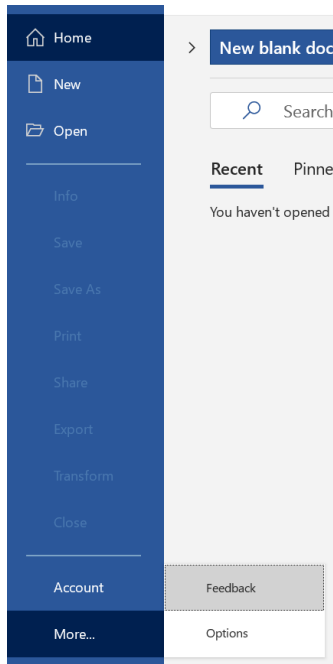 Home
New
Open
Info
Save
Save As
Print
Share
Export
Transform
Close
Account
More...
New blank doc
Search
Recent Pinne
You haven't opened
Feedback
Options